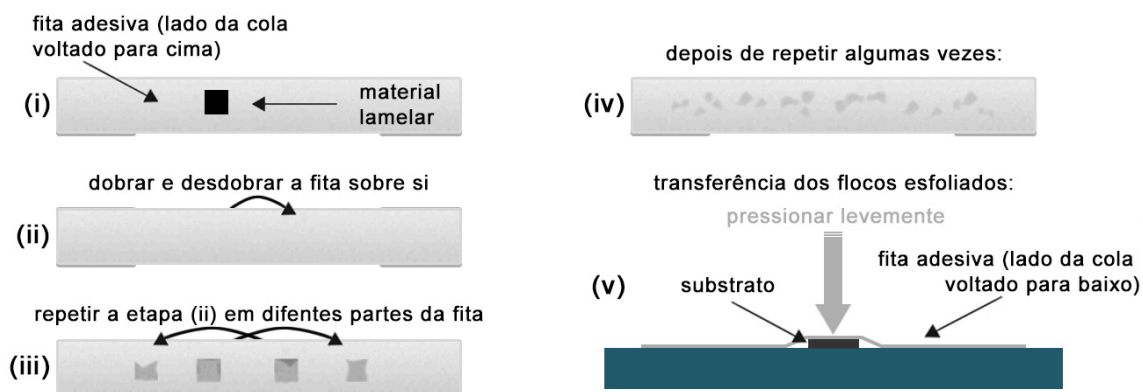 fita adesiva (lado da cola
voltado para cima)
(i)
material
lamelar
dobrar e desdobrar a fita sobre si
(ii)
repetir a etapa (ii) em difentes partes da fita
(iii)
depois de repetir algumas vezes:
(iv)
transferência dos flocos esfoliados:
pressionar levemente
(v)
substrato
fita adesiva (lado da cola
voltado para baixo)